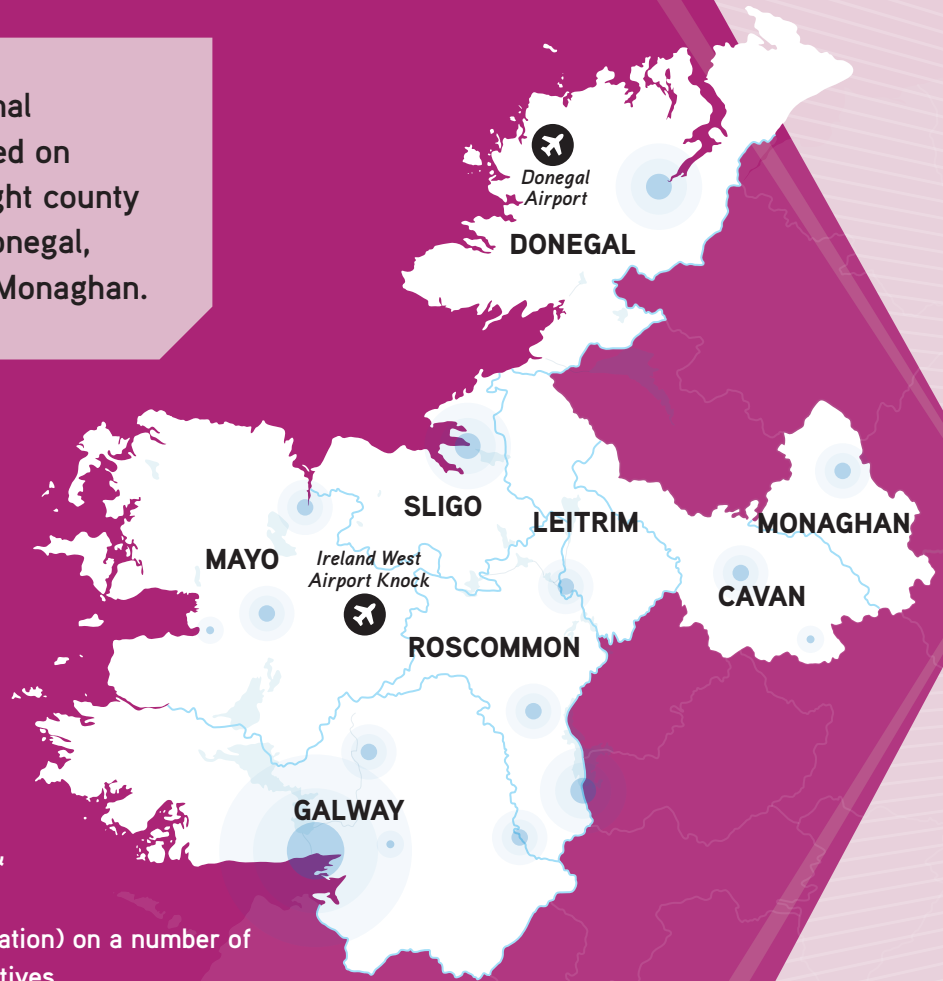 nal
ed on
ght county
onegal,
Monaghan.
Donegal
Airport
DONEGAL
SLIGO
LEITRIM
MONAGHAN
MAYO
Ireland West
Airport Knock
CAVAN
ROSCOMMON
GALWAY
ation) on a number of
tives